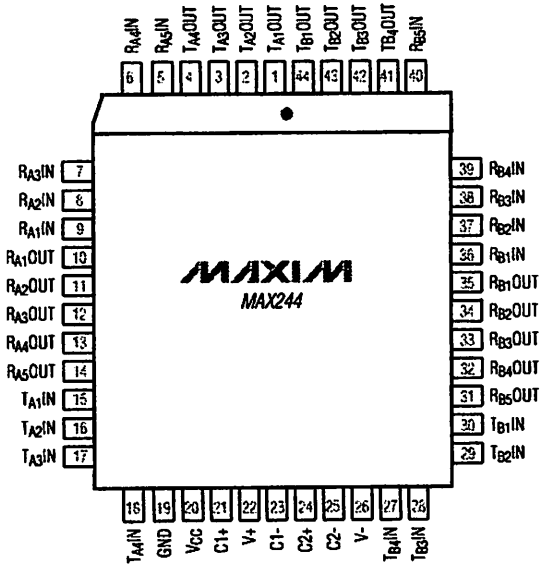 RA4IN RA5IN TA4OUT TA3OUT TA2OUT TA1OUT TB1OUT TB2OUT TB3OUT TB4OUT RB5IN
6 5 4 3 2 1 44 43 42 41 40
RA3IN 7
RA2IN 8
RA1IN 9
RA1OUT 10
RA2OUT 11
RA3OUT 12
RA4OUT 13
RA5OUT 14
TA1IN 15
TA2IN 16
TA3IN 17
MAXIM
MAX244
39 RB4IN
38 RB3IN
37 RB2IN
36 RB1IN
35 RB1OUT
34 RB2OUT
33 RB3OUT
32 RB4OUT
31 RB5OUT
30 TB1IN
29 TB2IN
18 19 20 21 22 23 24 25 26 27 28
TA4IN GND VCC C1+ V+ C1- C2+ C2- V- TB4IN TB3IN